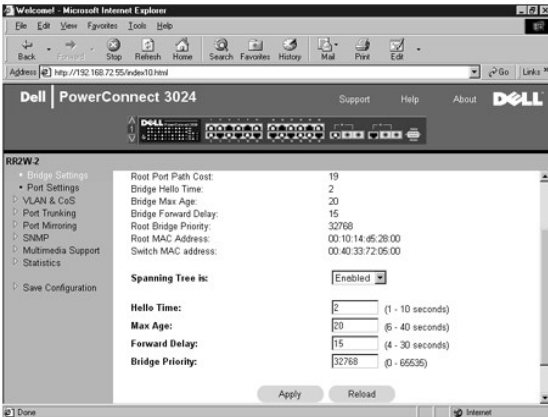 Welcome! - Microsoft Internet Explorer
File Edit View Favorites Tools Help
Back Forward Stop Refresh Home Search Favorites History Mail Print Edit
Address http://192.168.72.55/index10.html Go Links »
Dell PowerConnect 3024 Support Help About DELL
DELL
RR2W-2
Bridge Settings
Port Settings
VLAN & CoS
Port Trunking
Port Mirroring
SNMP
Multimedia Support
Statistics
Save Configuration
Root Port Path Cost: 19
Bridge Hello Time: 2
Bridge Max Age: 20
Bridge Forward Delay: 15
Root Bridge Priority: 32768
Root MAC Address: 00:10:14:d5:28:00
Switch MAC address: 00:40:33:72:05:00
Spanning Tree is: Enabled
Hello Time: 2 (1 - 10 seconds)
Max Age: 20 (6 - 40 seconds)
Forward Delay: 15 (4 - 30 seconds)
Bridge Priority: 32768 (0 - 65535)
Apply Reload
Done Internet